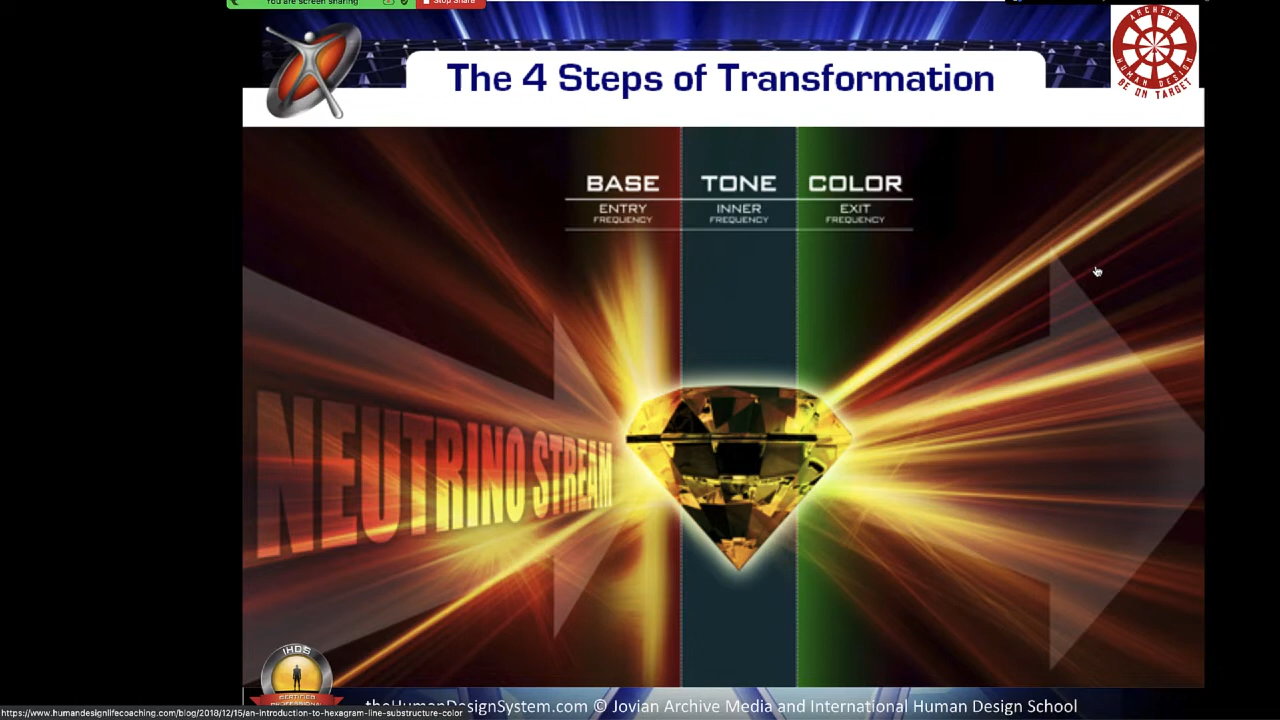 You are screen sharing
Stop Share
The 4 Steps of Transformation
ARCHERS
HUMAN DESIGN
BE ON TARGET
BASE TONE COLOR
ENTRY INNER EXIT
FREQUENCY FREQUENCY FREQUENCY
NEUTRINO STREAM
IHDS
CERTIFIED
PROFESSIONAL
theHumanDesignSystem.com © Jovian Archive Media and International Human Design School
https://www.humandesignlifecoaching.com/blog/2018/12/15/an-introduction-to-hexagram-line-substructure-color